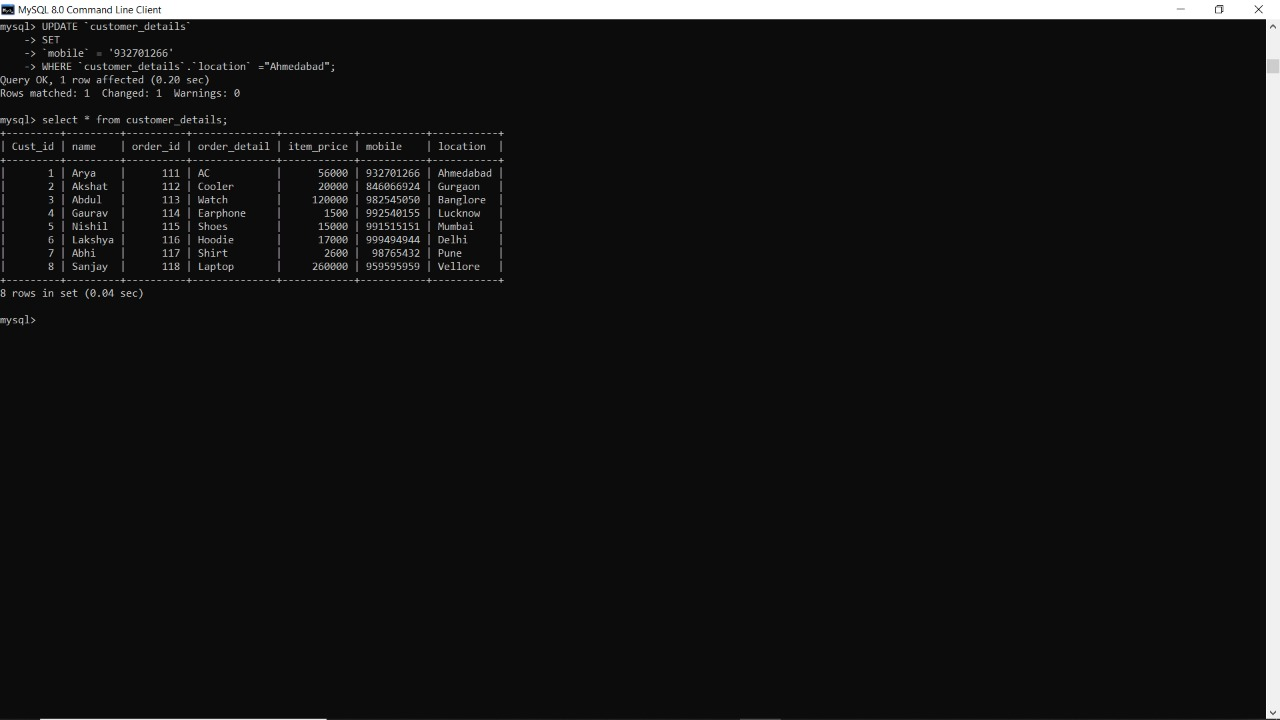 MySQL 8.0 Command Line Client
mysql> UPDATE `customer_details`
    -> SET
    -> `mobile` = '932701266'
    -> WHERE `customer_details`.`location` ="Ahmedabad";
Query OK, 1 row affected (0.20 sec)
Rows matched: 1  Changed: 1  Warnings: 0
mysql> select * from customer_details;
+---------+---------+----------+--------------+------------+-----------+-----------+
| Cust_id | name    | order_id | order_detail | item_price | mobile    | location  |
+---------+---------+----------+--------------+------------+-----------+-----------+
|       1 | Arya    |      111 | AC           |      56000 | 932701266 | Ahmedabad |
|       2 | Akshat  |      112 | Cooler       |      20000 | 846066924 | Gurgaon   |
|       3 | Abdul   |      113 | Watch        |     120000 | 982545050 | Banglore  |
|       4 | Gaurav  |      114 | Earphone     |       1500 | 992540155 | Lucknow   |
|       5 | Nishil  |      115 | Shoes        |      15000 | 991515151 | Mumbai    |
|       6 | Lakshya |      116 | Hoodie       |      17000 | 999494944 | Delhi     |
|       7 | Abhi    |      117 | Shirt        |       2600 |  98765432 | Pune      |
|       8 | Sanjay  |      118 | Laptop       |     260000 | 959595959 | Vellore   |
+---------+---------+----------+--------------+------------+-----------+-----------+
8 rows in set (0.04 sec)
mysql>